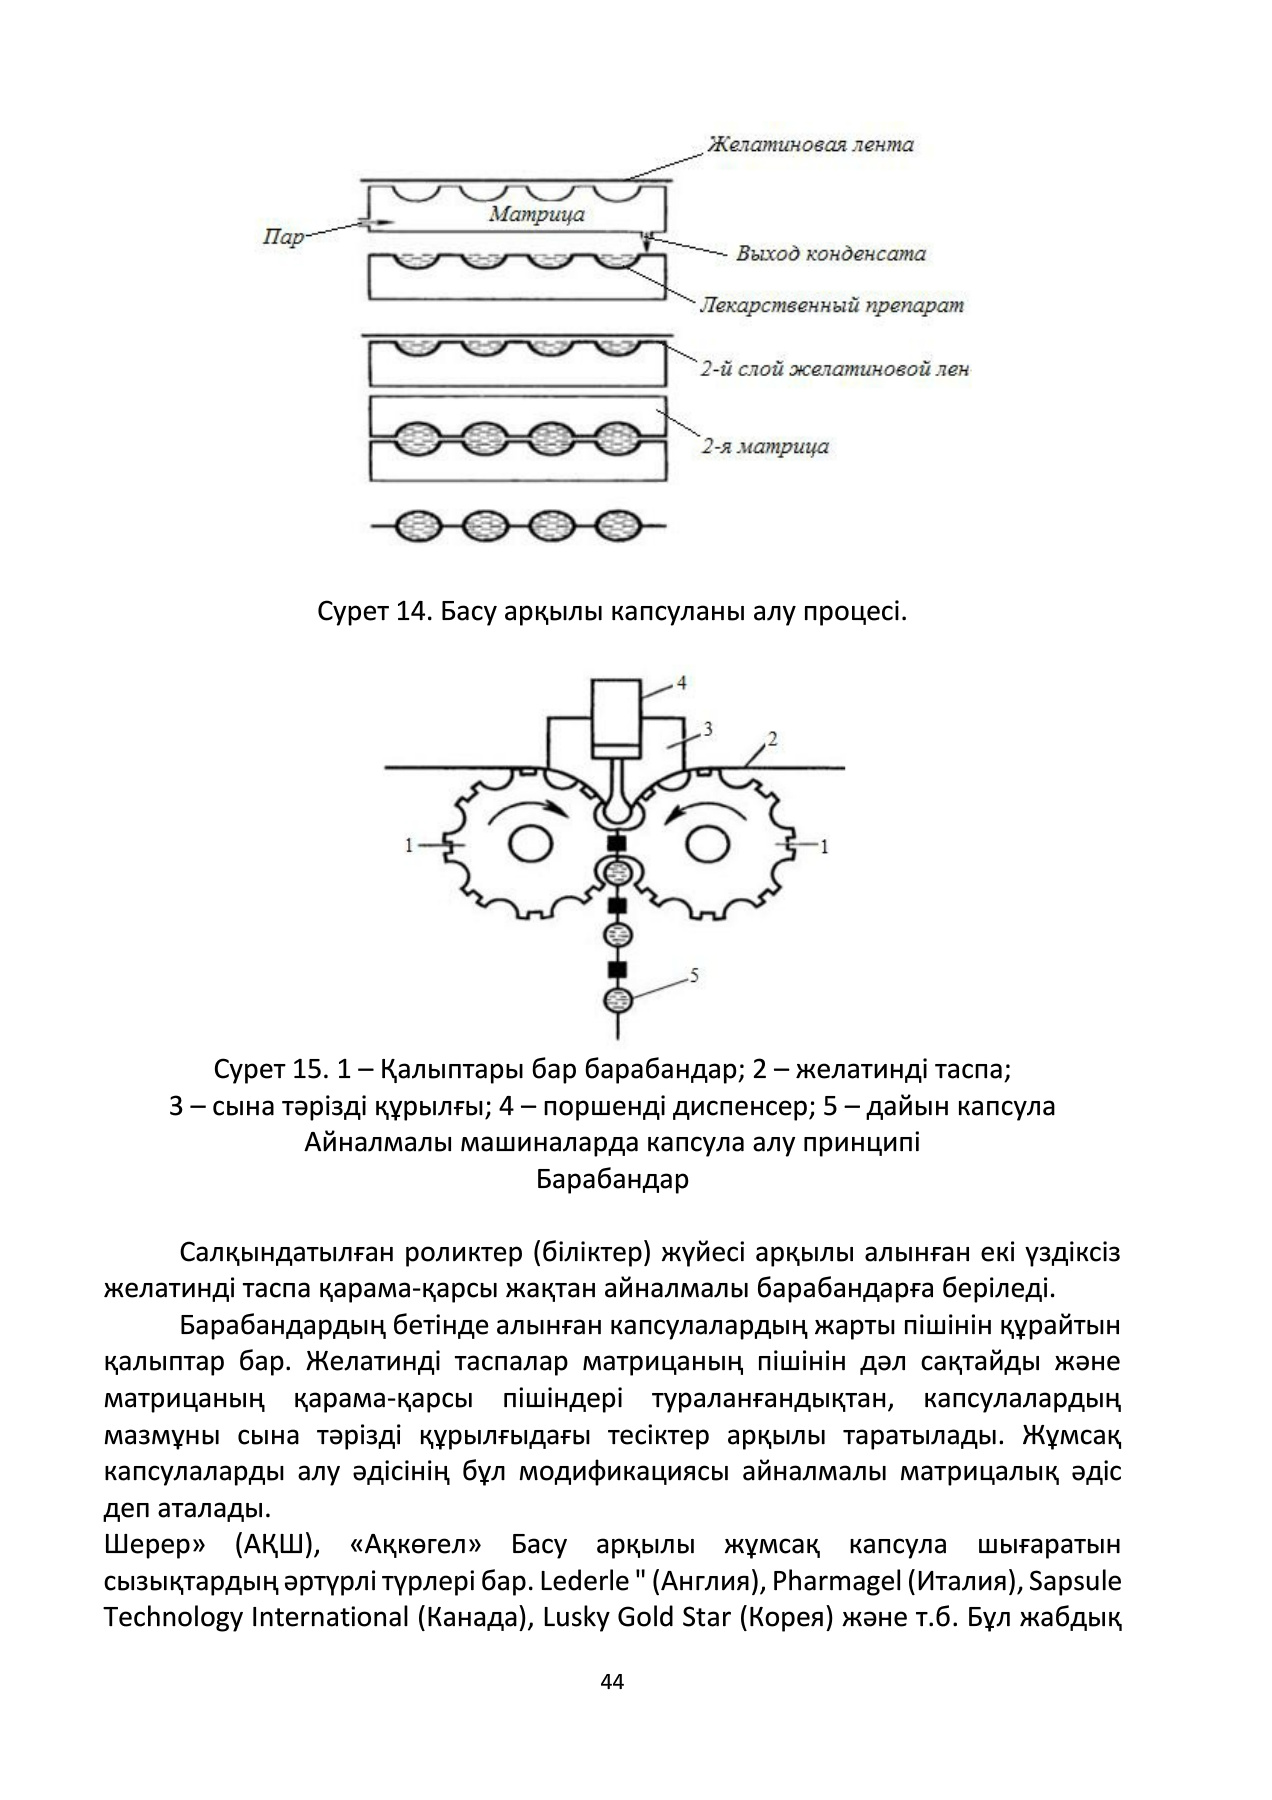 Желатиновая лента
Матрица
Пар
Выход конденсата
Лекарственный препарат
2-й слой желатиновой лен
2-я матрица
Сурет 14. Басу арқылы капсуланы алу процесі.
4
3
2
1
1
5
Сурет 15. 1 – Қалыптары бар барабандар; 2 – желатинді таспа;
3 – сына тәрізді құрылғы; 4 – поршенді диспенсер; 5 – дайын капсула
Айналмалы машиналарда капсула алу принципі
Барабандар
Салқындатылған роликтер (біліктер) жүйесі арқылы алынған екі үздіксіз
желатинді таспа қарама-қарсы жақтан айналмалы барабандарға беріледі.
Барабандардың бетінде алынған капсулалардың жарты пішінін құрайтын
қалыптар бар. Желатинді таспалар матрицаның пішінін дәл сақтайды және
матрицаның қарама-қарсы пішіндері тураланғандықтан, капсулалардың
мазмұны сына тәрізді құрылғыдағы тесіктер арқылы таратылады. Жұмсақ
капсулаларды алу әдісінің бұл модификациясы айналмалы матрицалық әдіс
деп аталады.
Шерер» (АҚШ), «Ақкөгел» Басу арқылы жұмсақ капсула шығаратын
сызықтардың әртүрлі түрлері бар. Lederle " (Англия), Pharmagel (Италия), Sapsule
Technology International (Канада), Lusky Gold Star (Корея) және т.б. Бұл жабдық
44